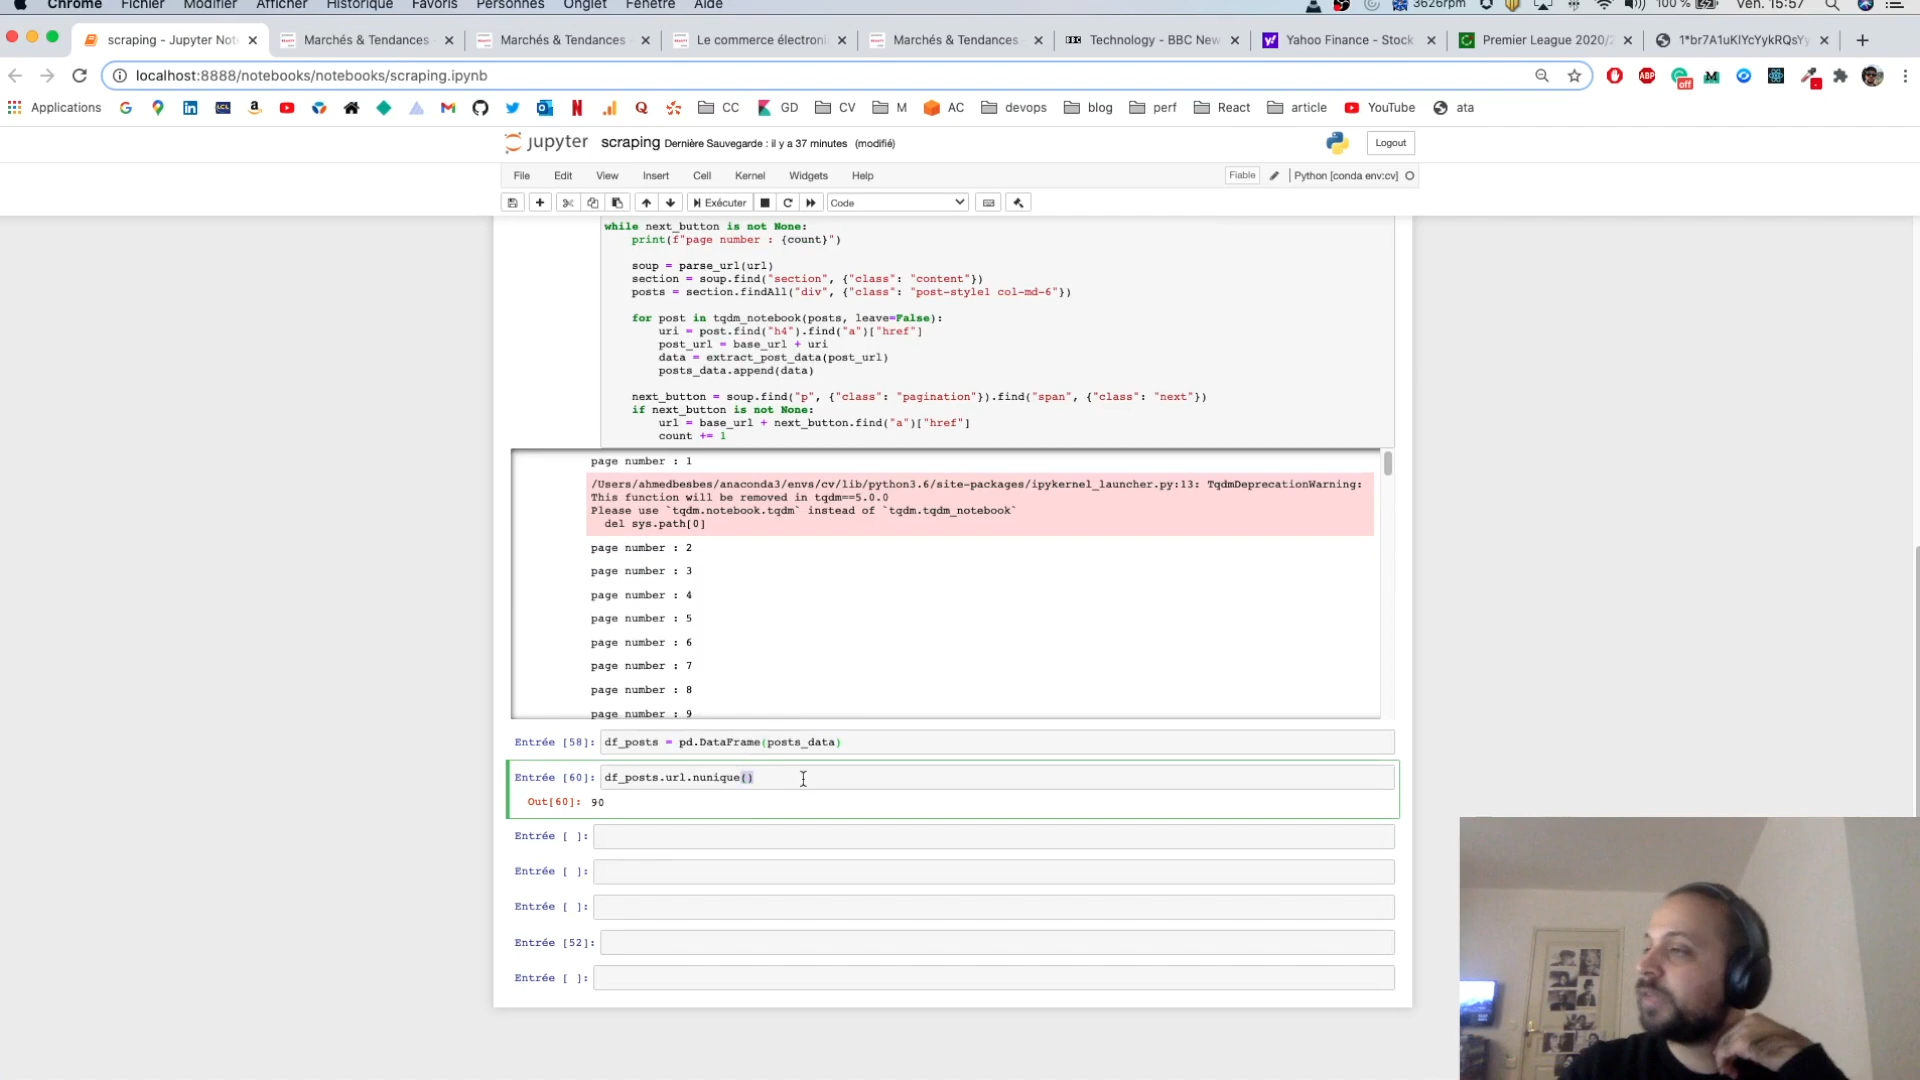 Chrome Fichier Modifier Afficher Historique Favoris Personnes Onglet Fenêtre Aide 3626rpm 100 % Ven. 15:57
scraping - Jupyter Not Marchés & Tendances Marchés & Tendances Le commerce électroni Marchés & Tendances Technology - BBC New Yahoo Finance - Stock Premier League 2020/2 1*br7A1uKIYcYykRQsYy
localhost:8888/notebooks/notebooks/scraping.ipynb
Applications CC GD CV M AC devops blog perf React article YouTube ata
jupyter scraping Dernière Sauvegarde : il y a 37 minutes (modifié) Logout
File Edit View Insert Cell Kernel Widgets Help Fiable Python [conda env:cv]
Exécuter Code
while next_button is not None:
print(f"page number : {count}")
soup = parse_url(url)
section = soup.find("section", {"class": "content"})
posts = section.findAll("div", {"class": "post-style1 col-md-6"})
for post in tqdm_notebook(posts, leave=False):
uri = post.find("h4").find("a")["href"]
post_url = base_url + uri
data = extract_post_data(post_url)
posts_data.append(data)
next_button = soup.find("p", {"class": "pagination"}).find("span", {"class": "next"})
if next_button is not None:
url = base_url + next_button.find("a")["href"]
count += 1
page number : 1
/Users/ahmedbesbes/anaconda3/envs/cv/lib/python3.6/site-packages/ipykernel_launcher.py:13: TqdmDeprecationWarning:
This function will be removed in tqdm==5.0.0
Please use `tqdm.notebook.tqdm` instead of `tqdm.tqdm_notebook`
del sys.path[0]
page number : 2
page number : 3
page number : 4
page number : 5
page number : 6
page number : 7
page number : 8
page number : 9
Entrée [58]: df_posts = pd.DataFrame(posts_data)
Entrée [60]: df_posts.url.nunique()
Out[60]: 90
Entrée [ ]:
Entrée [ ]:
Entrée [ ]:
Entrée [52]:
Entrée [ ]: